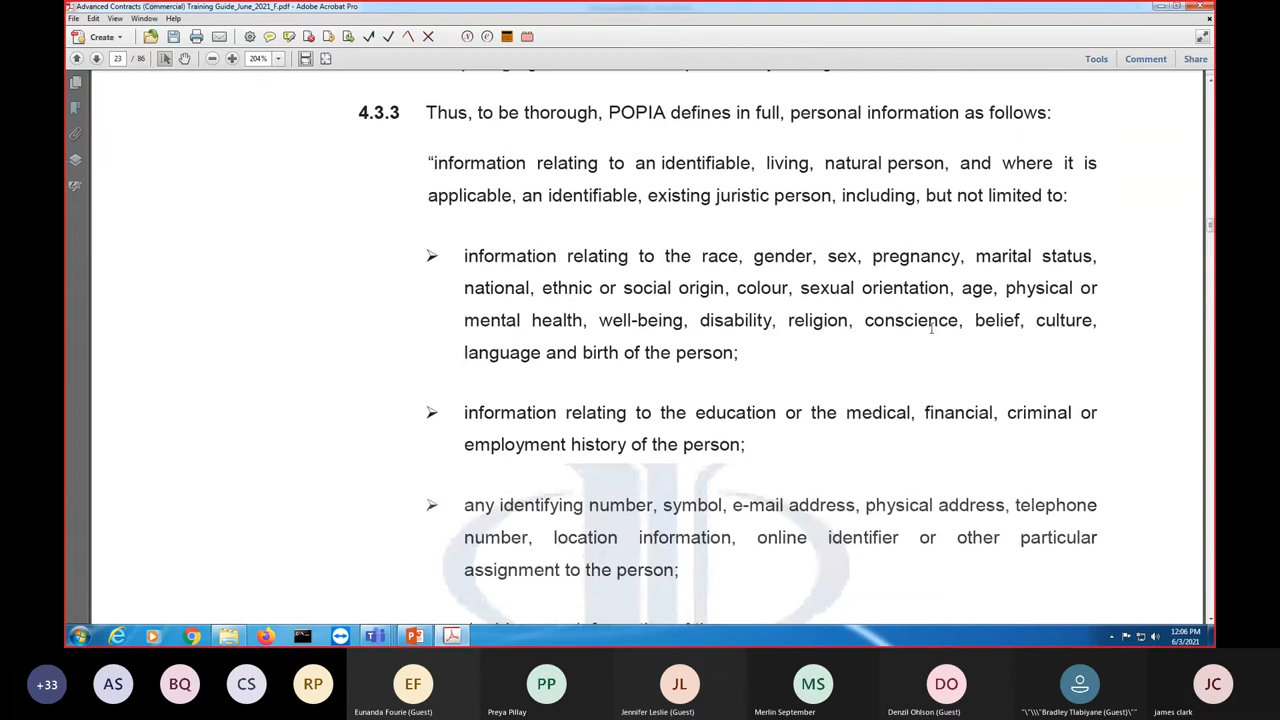 Advanced Contracts (Commercial) Training Guide_June_2021_F.pdf - Adobe Acrobat Pro
File Edit View Window Help
Create
23 / 86 204% Tools Comment Share
4.3.3 Thus, to be thorough, POPIA defines in full, personal information as follows:
“information relating to an identifiable, living, natural person, and where it is
applicable, an identifiable, existing juristic person, including, but not limited to:
information relating to the race, gender, sex, pregnancy, marital status,
national, ethnic or social origin, colour, sexual orientation, age, physical or
mental health, well-being, disability, religion, conscience, belief, culture,
language and birth of the person;
information relating to the education or the medical, financial, criminal or
employment history of the person;
any identifying number, symbol, e-mail address, physical address, telephone
number, location information, online identifier or other particular
assignment to the person;
12:06 PM
6/3/2021
+33 AS BQ CS RP EF PP JL MS DO JC
Eunanda Fourie (Guest) Preya Pillay Jennifer Leslie (Guest) Merlin September Denzil Ohlson (Guest) "\"\\\"Bradley Tlabiyane (Guest)\"" james clark